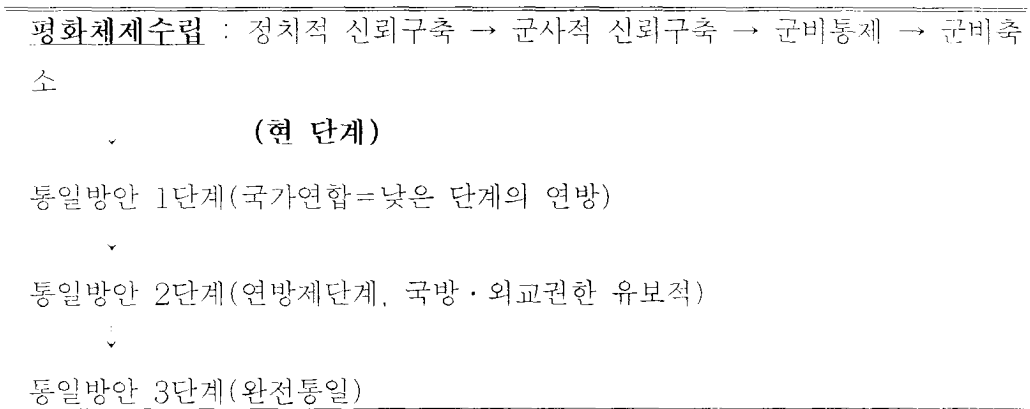 평화체제수립 : 정치적 신뢰구축 → 군사적 신뢰구축 → 군비통제 → 군비축
소
(현 단계)
통일방안 1단계(국가연합=낮은 단계의 연방)
통일방안 2단계(연방제단계, 국방·외교권한 유보적)
통일방안 3단계(완전통일)